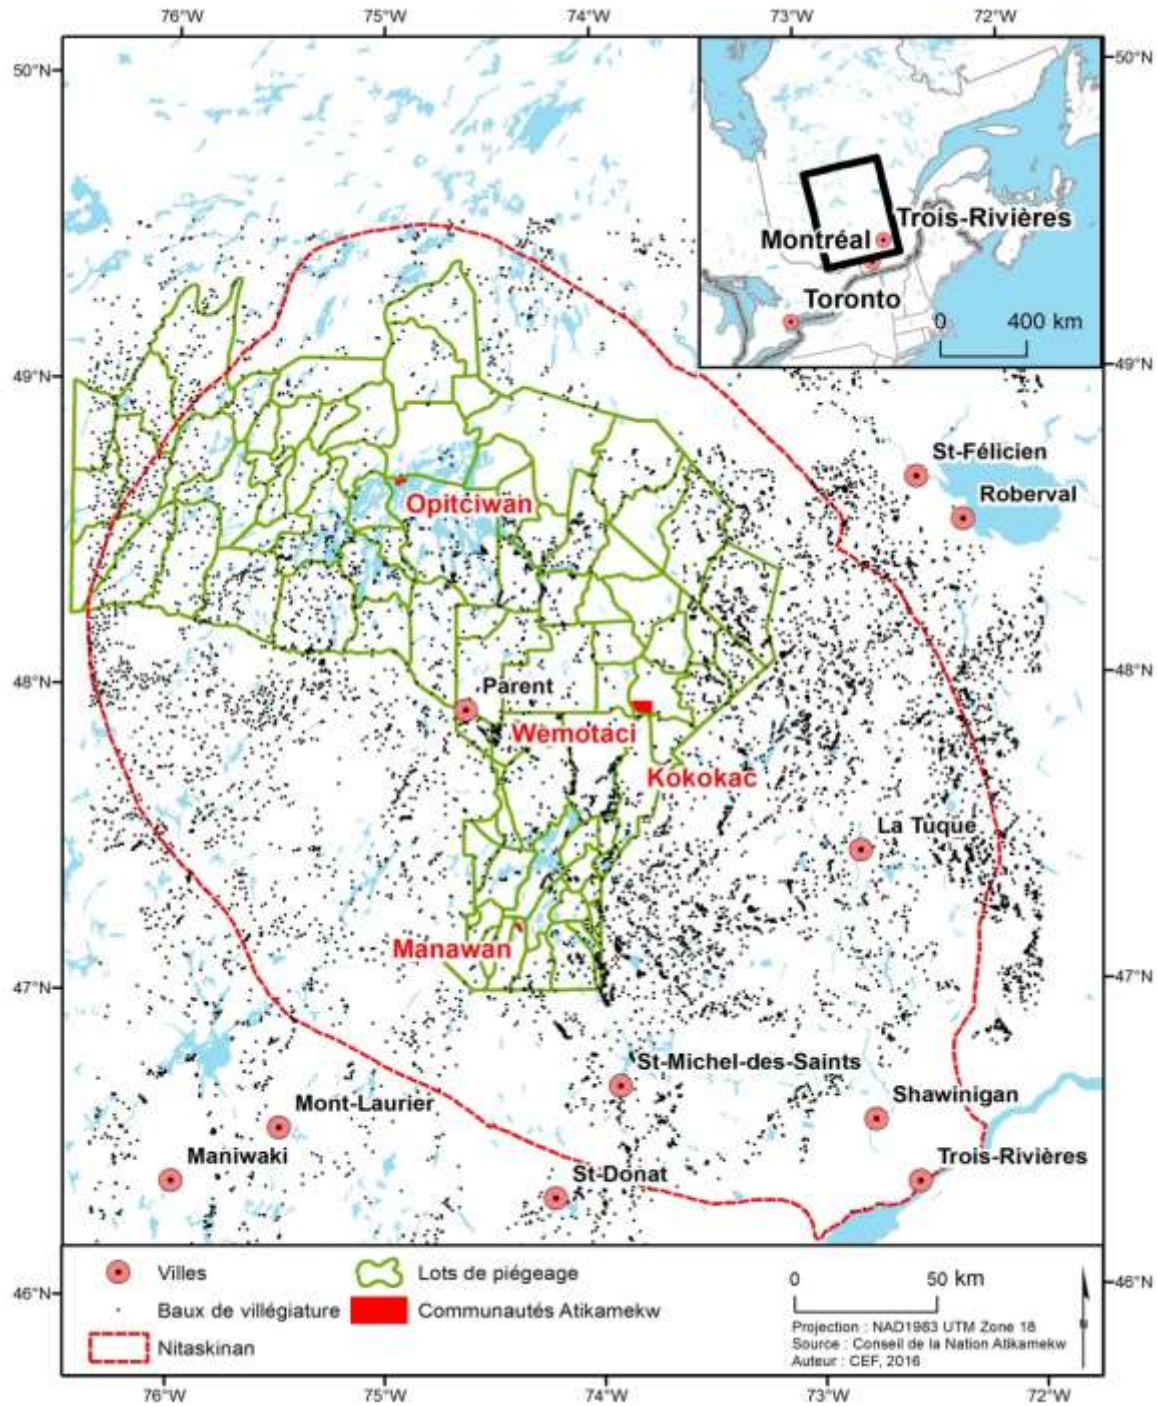 76°W 75°W 74°W 73°W 72°W
50°N 50°N
Trois-Rivières
Montréal
Toronto
0 400 km
49°N 49°N
St-Félicien
Roberval
Opitciwan
48°N 48°N
Parent
Wemotaci
Kokokac
La Tuque
Manawan
47°N 47°N
St-Michel-des-Saints
Mont-Laurier
Shawinigan
Maniwaki
St-Donat
Trois-Rivières
Villes
Lots de piégeage
0 50 km
46°N 46°N
Baux de villégiature
Communautés Atikamekw
Nitaskinan
Projection : NAD1983 UTM Zone 18
Source : Conseil de la Nation Atikamekw
Auteur : CEF, 2016
76°W 75°W 74°W 73°W 72°W